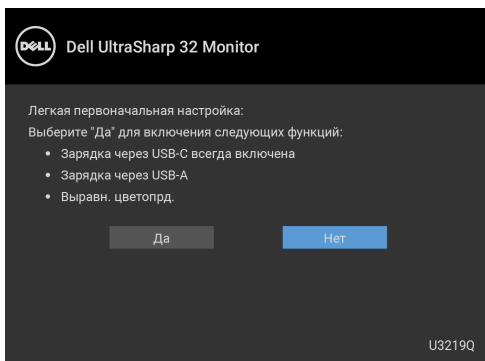 DELL Dell UltraSharp 32 Monitor
Легкая первоначальная настройка:
Выберите "Да" для включения следующих функций:
• Зарядка через USB-C всегда включена
• Зарядка через USB-A
• Выравн. цветопрд.
Да Нет
U3219Q